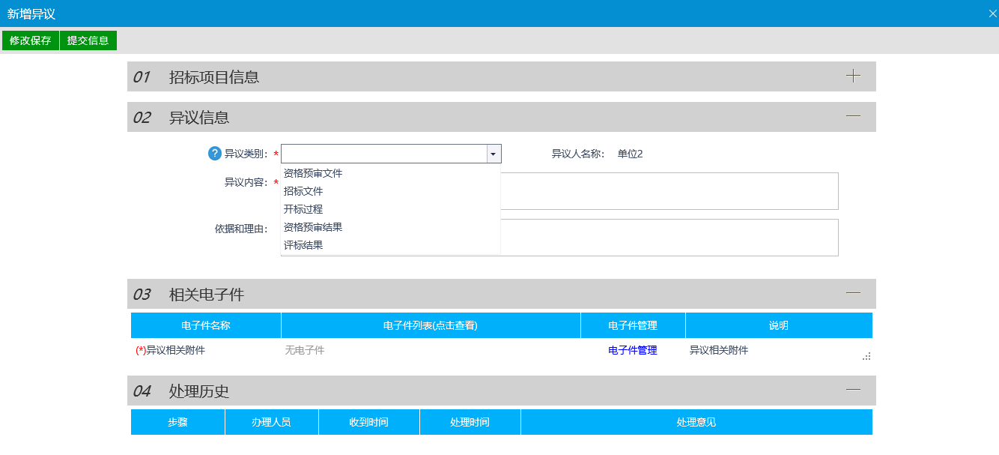 新增异议
修改保存 提交信息
01 招标项目信息
02 异议信息
? 异议类别: * 异议人名称: 单位2
资格预审文件
异议内容: *
招标文件
开标过程
资格预审结果
依据和理由:
评标结果
03 相关电子件
电子件名称 电子件列表(点击查看) 电子件管理 说明
(*)异议相关附件 无电子件 电子件管理 异议相关附件
04 处理历史
步骤 办理人员 收到时间 处理时间 处理意见